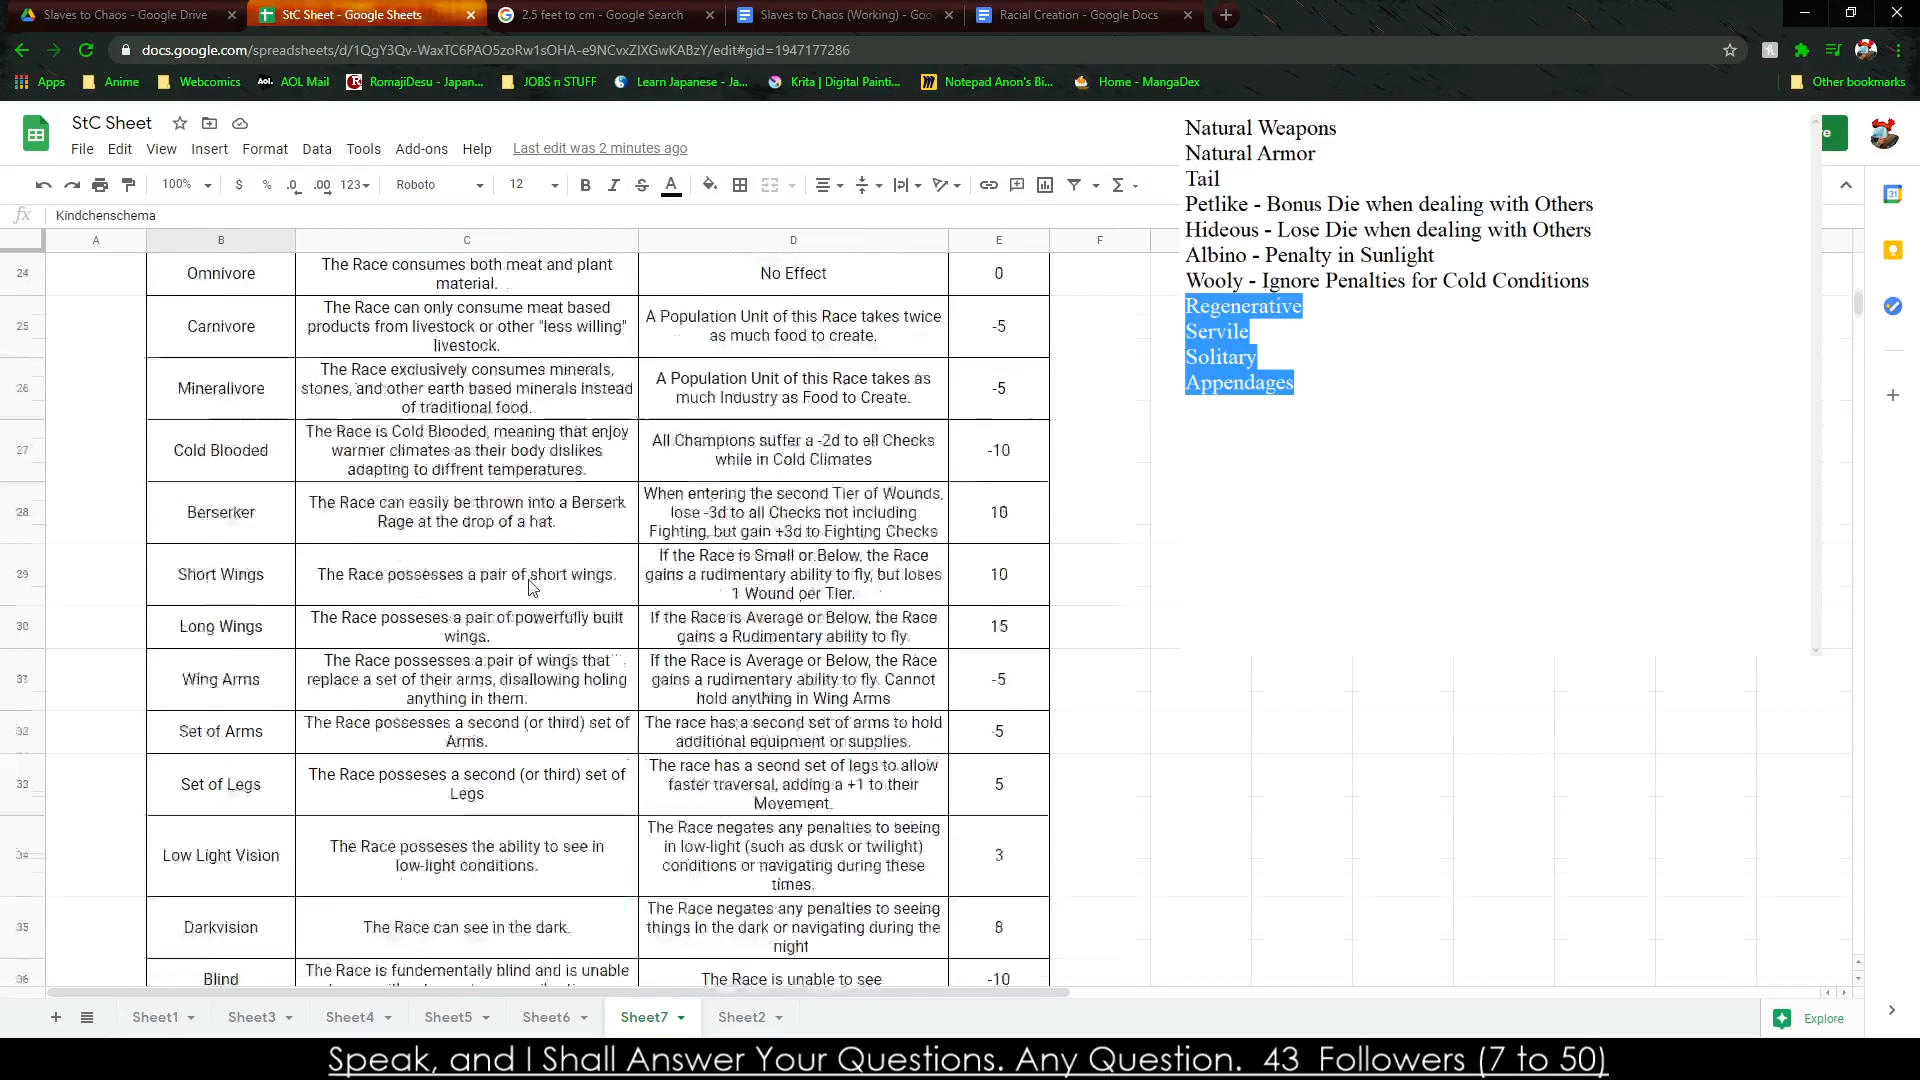 Slaves to Chaos - Google Drive
StC Sheet - Google Sheets
2.5 feet to cm - Google Search
Slaves to Chaos (Working) - Goo
Racial Creation - Google Docs
docs.google.com/spreadsheets/d/1QgY3Qv-WaxTC6PAO5zoRw1sOHA-e9NCvxZIXGwKABzY/edit#gid=1947177286
Apps
Anime
Webcomics
Aol.
AOL Mail
RomajiDesu - Japan...
JOBS n STUFF
Learn Japanese - Ja...
Krita | Digital Painti...
Notepad Anon's Bi...
Home - MangaDex
Other bookmarks
StC Sheet
File Edit View Insert Format Data Tools Add-ons Help Last edit was 2 minutes ago
100% $ % .0 .00 123 Roboto 12 B I S A
fx Kindchenschema
A B C D E F
24 Omnivore
The Race consumes both meat and plant
material.
No Effect
0
25 Carnivore
The Race can only consume meat based
products from livestock or other "less willing"
livestock.
A Population Unit of this Race takes twice
as much food to create.
-5
26 Mineralivore
The Race exclusively consumes minerals,
stones, and other earth based minerals instead
of traditional food.
A Population Unit of this Race takes as
much Industry as Food to Create.
-5
27 Cold Blooded
The Race is Cold Blooded, meaning that enjoy
warmer climates as their body dislikes
adapting to diffrent temperatures.
All Champions suffer a -2d to all Checks
while in Cold Climates
-10
28 Berserker
The Race can easily be thrown into a Berserk
Rage at the drop of a hat.
When entering the second Tier of Wounds,
lose -3d to all Checks not including
Fighting, but gain +3d to Fighting Checks
10
Short Wings
The Race possesses a pair of short wings.
If the Race is Small or Below, the Race
gains a rudimentary ability to fly, but loses
1 Wound per Tier.
10
30 Long Wings
The Race posseses a pair of powerfully built
wings.
If the Race is Average or Below, the Race
gains a Rudimentary ability to fly.
15
Wing Arms
The Race possesses a pair of wings that
replace a set of their arms, disallowing holing
anything in them.
If the Race is Average or Below, the Race
gains a rudimentary ability to fly. Cannot
hold anything in Wing Arms
-5
Set of Arms
The Race possesses a second (or third) set of
Arms.
The race has a second set of arms to hold
additional equipment or supplies.
5
Set of Legs
The Race posseses a second (or third) set of
Legs
The race has a second set of legs to allow
faster traversal, adding a +1 to their
Movement.
5
Low Light Vision
The Race posseses the ability to see in
low-light conditions.
The Race negates any penalties to seeing
in low-light (such as dusk or twilight)
conditions or navigating during these
times.
3
35 Darkvision
The Race can see in the dark.
The Race negates any penalties to seeing
things in the dark or navigating during the
night
8
36 Blind
The Race is fundementally blind and is unable
The Race is unable to see
-10
Natural Weapons
Natural Armor
Tail
Petlike - Bonus Die when dealing with Others
Hideous - Lose Die when dealing with Others
Albino - Penalty in Sunlight
Wooly - Ignore Penalties for Cold Conditions
Regenerative
Servile
Solitary
Appendages
31
Sheet1 Sheet3 Sheet4 Sheet5 Sheet6 Sheet7 Sheet2
Explore
Speak, and I Shall Answer Your Questions. Any Question. 43 Followers (7 to 50)